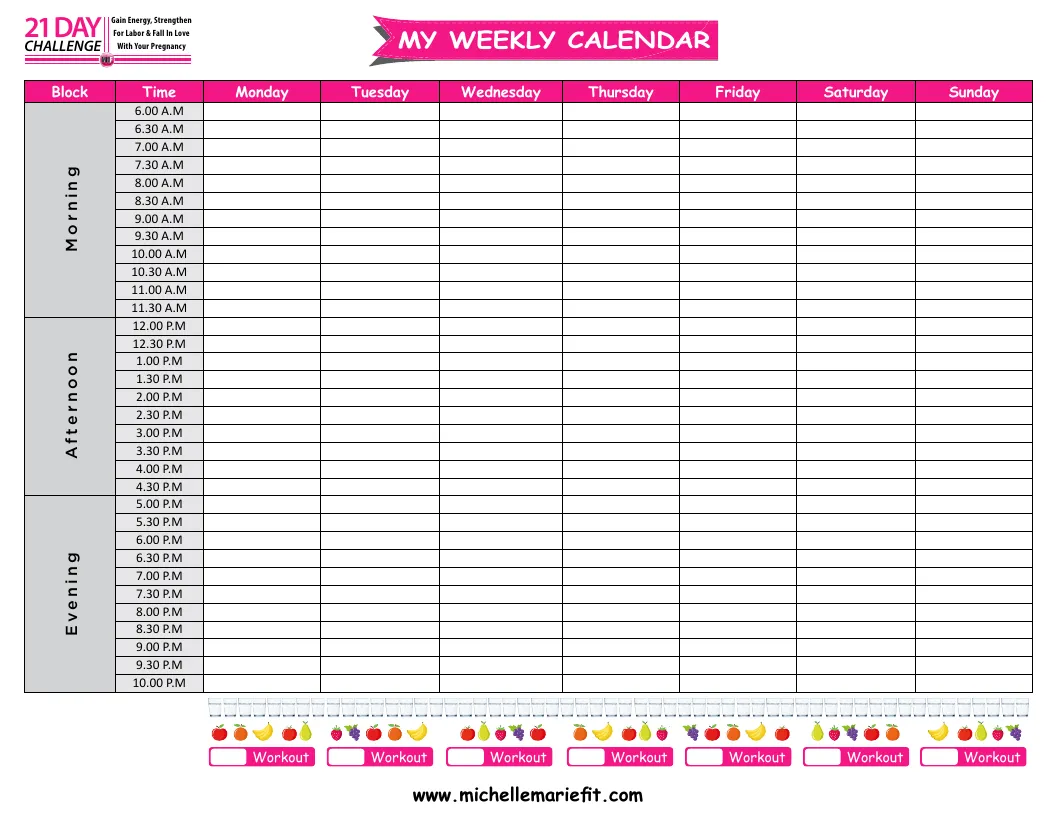 21 DAY
CHALLENGE
Gain Energy, Strengthen
For Labor & Fall In Love
With Your Pregnancy
MY WEEKLY CALENDAR
Block Time Monday Tuesday Wednesday Thursday Friday Saturday Sunday
Morning
6.00 A.M
6.30 A.M
7.00 A.M
7.30 A.M
8.00 A.M
8.30 A.M
9.00 A.M
9.30 A.M
10.00 A.M
10.30 A.M
11.00 A.M
11.30 A.M
Afternoon
12.00 P.M
12.30 P.M
1.00 P.M
1.30 P.M
2.00 P.M
2.30 P.M
3.00 P.M
3.30 P.M
4.00 P.M
4.30 P.M
Evening
5.00 P.M
5.30 P.M
6.00 P.M
6.30 P.M
7.00 P.M
7.30 P.M
8.00 P.M
8.30 P.M
9.00 P.M
9.30 P.M
10.00 P.M
Workout Workout Workout Workout Workout Workout Workout
www.michellemariefit.com